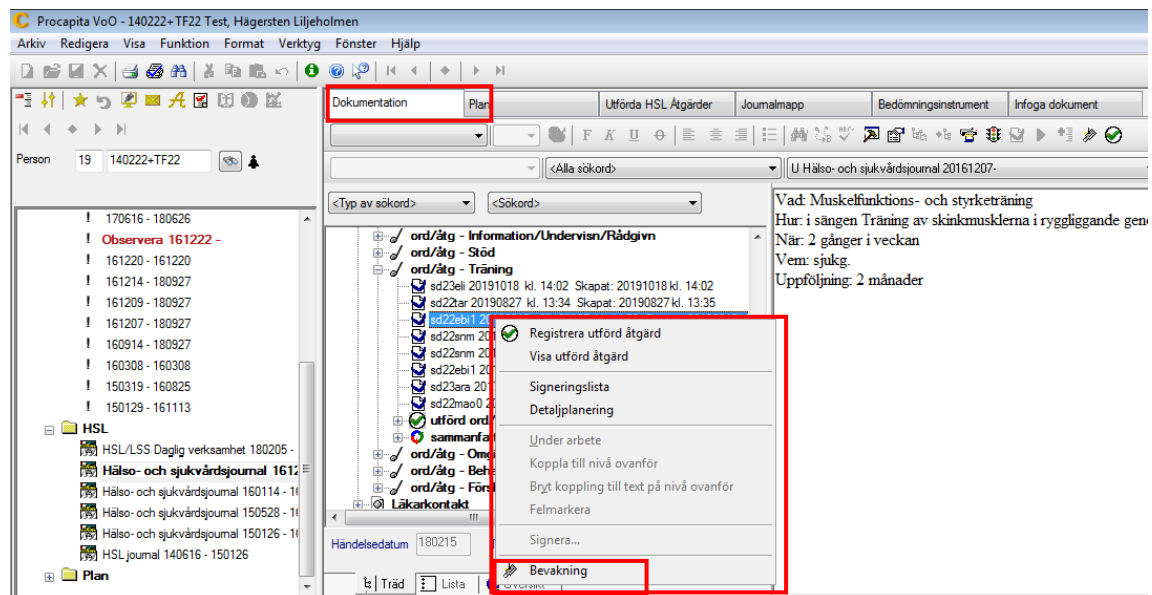 Procapita VoO - 140222+TF22 Test, Hägersten Liljeholmen
Arkiv Redigera Visa Funktion Format Verktyg Fönster Hjälp
Dokumentation Plan Utförda HSL Åtgärder Journalmapp Bedömningsinstrument Infoga dokument
F K U
Person 19 140222+TF22
<Alla sökord> U Hälso- och sjukvårdsjournal 20161207-
<Typ av sökord> <Sökord>
170616 - 180626
Observera 161222 -
161220 - 161220
161214 - 180927
161209 - 180927
161207 - 180927
160914 - 180927
160308 - 160308
150319 - 160825
150129 - 161113
HSL
HSL/LSS Daglig verksamhet 180205 -
Hälso- och sjukvårdsjournal 1612
Hälso- och sjukvårdsjournal 160114 - 1
Hälso- och sjukvårdsjournal 150528 - 1
Hälso- och sjukvårdsjournal 150126 - 1
HSL journal 140616 - 150126
Plan
ord/åtg - Information/Undervisn/Rådgivn
ord/åtg - Stöd
ord/åtg - Träning
sd23eli 20191018 kl. 14:02 Skapat: 20191018 kl. 14:02
sd22tar 20190827 kl. 13:34 Skapat: 20190827 kl. 13:35
sd22ebi1 20
sd22snm 201
sd22snm 201
sd22ebi1 20
sd23ara 201
sd22mao0 20
utförd ord/
sammanfat
ord/åtg - Omg
ord/åtg - Beh
ord/åtg - Förs
Läkarkontakt
Händelsedatum 180215
Träd Lista Översikt
Registrera utförd åtgärd
Visa utförd åtgärd
Signeringslista
Detaljplanering
Under arbete
Koppla till nivå ovanför
Bryt koppling till text på nivå ovanför
Felmarkera
Signera...
Bevakning
Vad: Muskelfunktions- och styrketräning
Hur: i sängen Träning av skinkmusklerna i ryggliggande geno
När: 2 gånger i veckan
Vem: sjukg.
Uppföljning: 2 månader